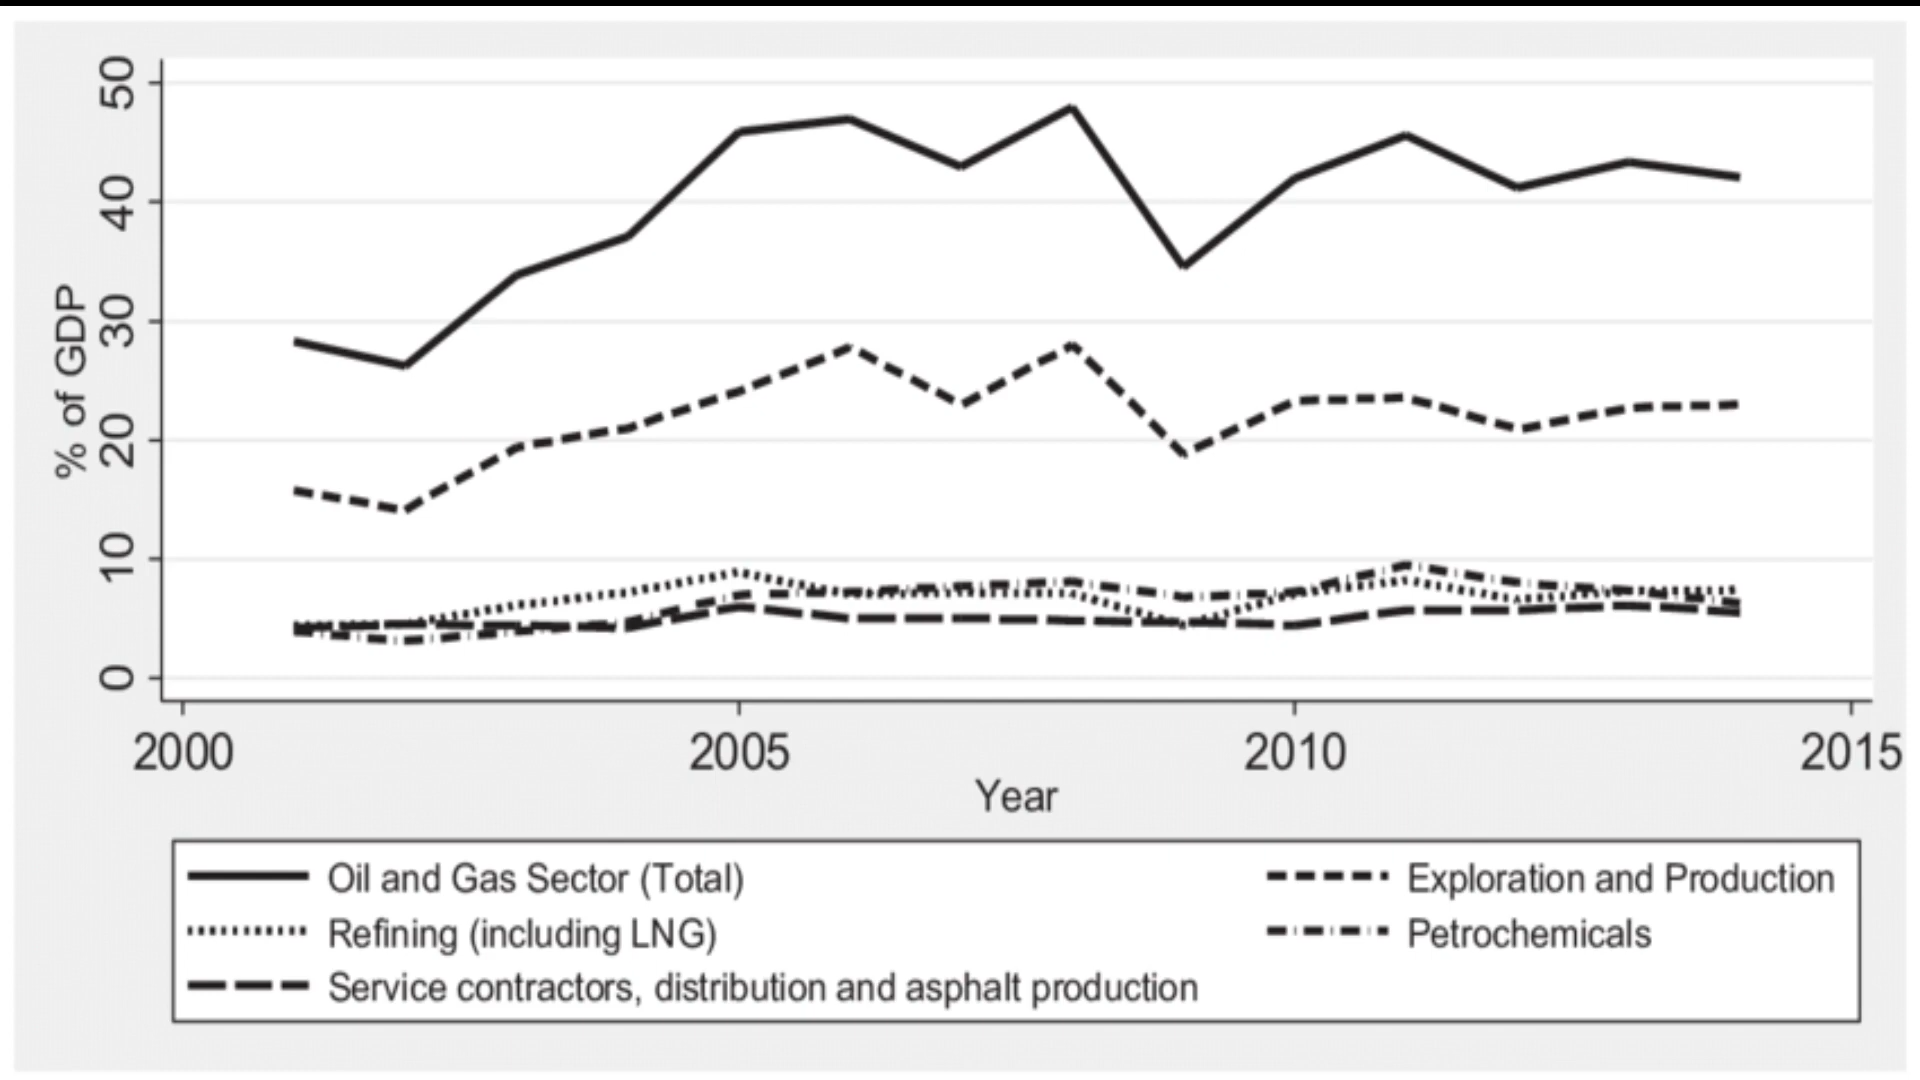 50
40
30
20
10
0
% of GDP
2000 2005 2010 2015
Year
Oil and Gas Sector (Total) Exploration and Production
Refining (including LNG) Petrochemicals
Service contractors, distribution and asphalt production